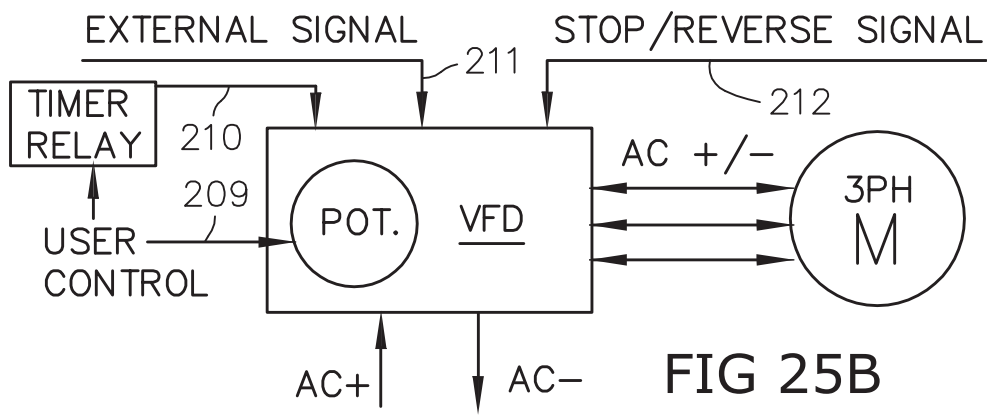 EXTERNAL SIGNAL
STOP/REVERSE SIGNAL
211
212
TIMER
RELAY
210
209
USER
CONTROL
POT.
VFD
AC +/−
3PH
M
AC+
AC−
FIG 25B